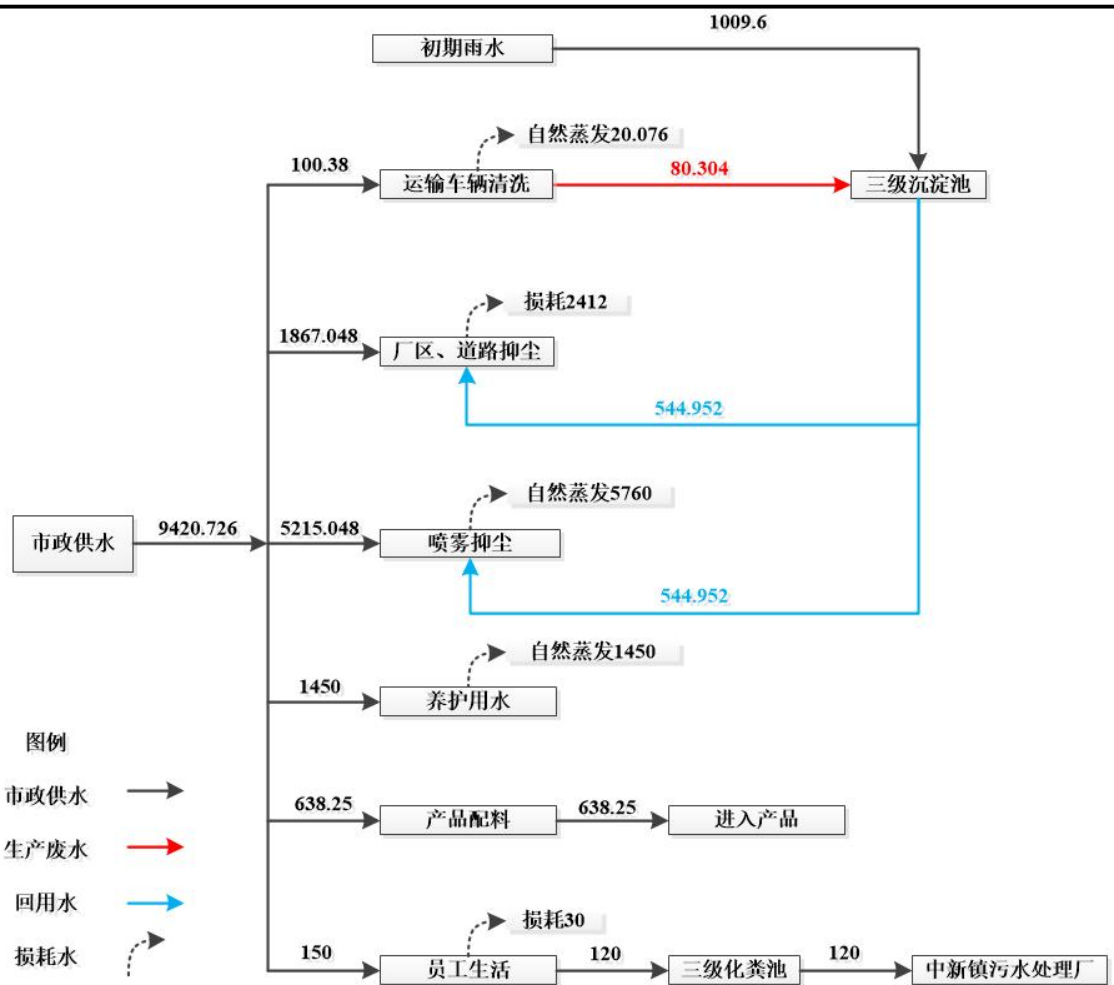 1009.6
初期雨水
自然蒸发20.076
100.38
运输车辆清洗
80.304
三级沉淀池
损耗2412
1867.048
厂区、道路抑尘
544.952
自然蒸发5760
市政供水
9420.726
5215.048
喷雾抑尘
544.952
自然蒸发1450
1450
养护用水
图例
市政供水
638.25
产品配料
638.25
进入产品
生产废水
回用水
损耗30
损耗水
150
员工生活
120
三级化粪池
120
中新镇污水处理厂